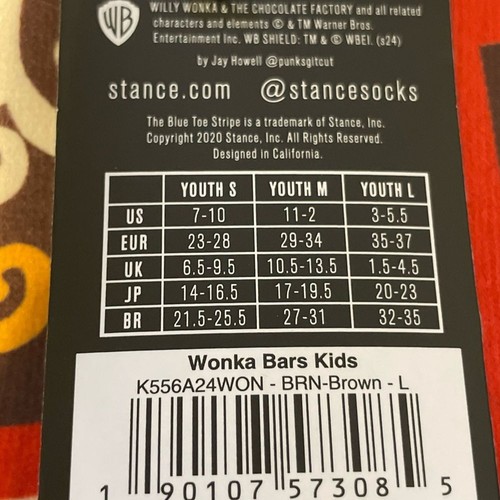 WB
WILLY WONKA & THE CHOCOLATE FACTORY and all related
characters and elements © & TM Warner Bros.
Entertainment Inc. WB SHIELD: TM & © WBEI. (s24)
by Jay Howell @punksgitcut
stance.com @stancesocks
The Blue Toe Stripe is a trademark of Stance, Inc.
Copyright 2020 Stance, Inc. All Rights Reserved.
Designed in California.
YOUTH S YOUTH M YOUTH L
US 7-10 11-2 3-5.5
EUR 23-28 29-34 35-37
UK 6.5-9.5 10.5-13.5 1.5-4.5
JP 14-16.5 17-19.5 20-23
BR 21.5-25.5 27-31 32-35
Wonka Bars Kids
K556A24WON - BRN-Brown - L
1 90107 57308 5